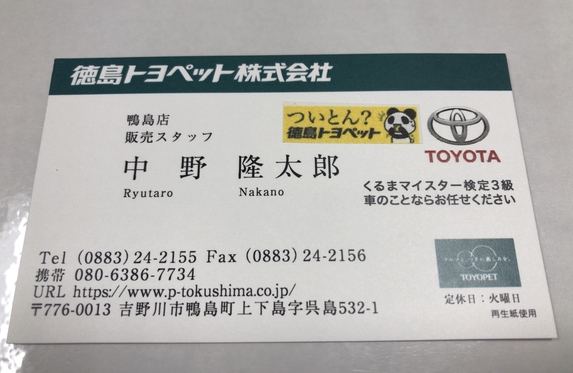 徳島トヨペット株式会社
鴨島店
販売スタッフ
中野 隆太郎
Ryutaro Nakano
ついとん?
徳島トヨペット
TOYOTA
くるまマイスター検定3級
車のことならお任せください
Tel (0883) 24-2155 Fax (0883) 24-2156
携帯 080-6386-7734
URL https://www.p-tokushima.co.jp/
〒776-0013 吉野川市鴨島町上下島字呉島532-1
TOYOPET
定休日:火曜日
再生紙使用